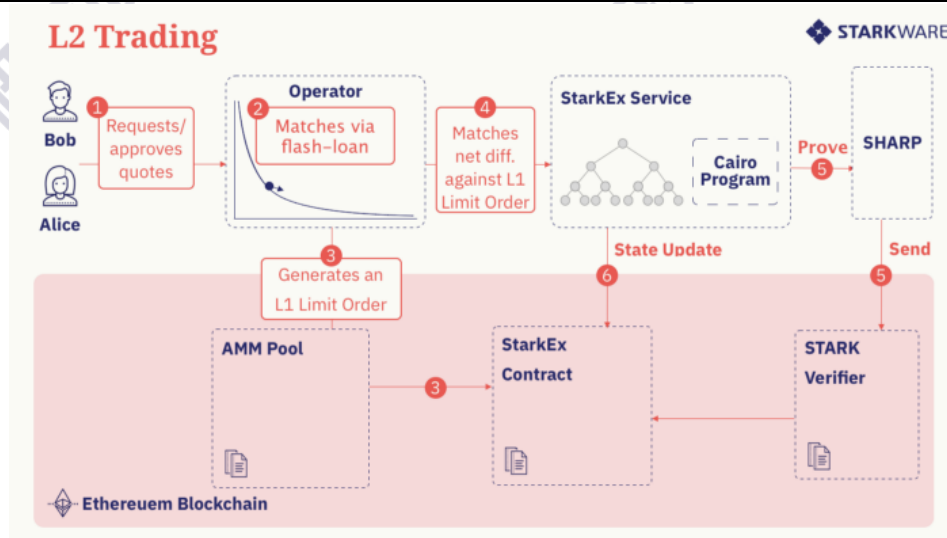 L2 Trading
STARKWARE
Bob
Alice
1
Requests/
approves
quotes
Operator
2
Matches via
flash-loan
4
Matches
net diff.
against L1
Limit Order
StarkEx Service
Cairo
Program
Prove
5
SHARP
3
Generates an
L1 Limit Order
State Update
6
Send
5
AMM Pool
3
StarkEx
Contract
STARK
Verifier
Ethereuem Blockchain